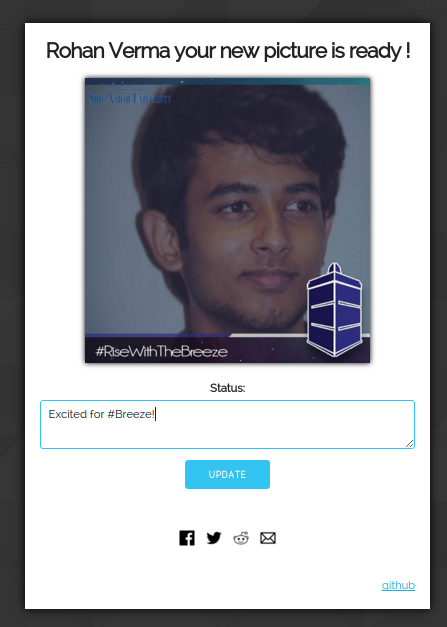 Rohan Verma your new picture is ready !
Shiv Nadar University
#RiseWithTheBreeze
Status:
Excited for #Breeze!
UPDATE
github